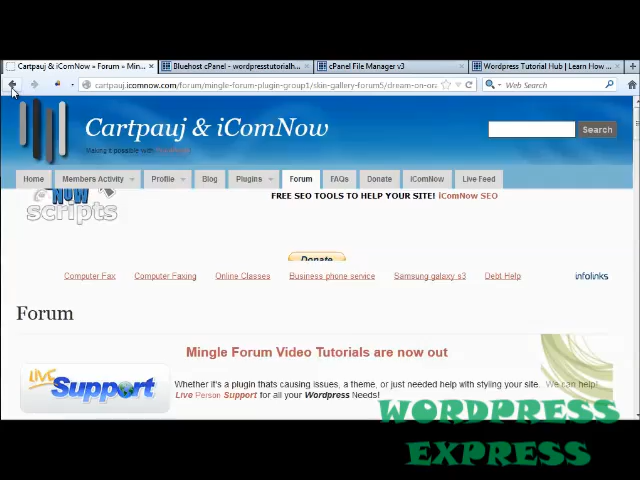 Cartpauj & iComNow » Forum » Min...
Bluehost cPanel - wordpresstutorialh...
cPanel File Manager v3
Wordpress Tutorial Hub | Learn How ...
cartpauj.icomnow.com/forum/mingle-forum-plugin-group1/skin-gallery-forum5/dream-on-ora
Web Search
Cartpauj & iComNow
Making it possible with
Search
Home
Members Activity
Profile
Blog
Plugins
Forum
FAQs
Donate
iComNow
Live Feed
NOW
scripts
FREE SEO TOOLS TO HELP YOUR SITE! iComNow SEO
Donate
Computer Fax
Computer Faxing
Online Classes
Business phone service
Samsung galaxy s3
Debt Help
infolinks
Forum
Mingle Forum Video Tutorials are now out
LIVE
Support
Whether it's a plugin thats causing issues, a theme, or just needed help with styling your site. We can help!
Live Person Support for all your Wordpress Needs!
WORDPRESS
EXPRESS